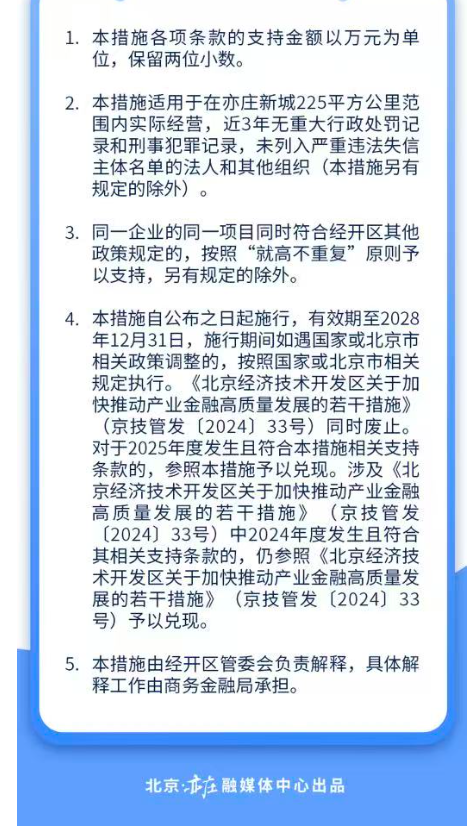 1. 本措施各项条款的支持金额以万元为单
位，保留两位小数。
2. 本措施适用于在亦庄新城225平方公里范
围内实际经营，近3年无重大行政处罚记
录和刑事犯罪记录，未列入严重违法失信
主体名单的法人和其他组织（本措施另有
规定的除外）。
3. 同一企业的同一项目同时符合经开区其他
政策规定的，按照“就高不重复”原则予
以支持，另有规定的除外。
4. 本措施自公布之日起施行，有效期至2028
年12月31日，施行期间如遇国家或北京市
相关政策调整的，按照国家或北京市相关
规定执行。《北京经济技术开发区关于加
快推动产业金融高质量发展的若干措施》
（京技管发〔2024〕33号）同时废止。
对于2025年度发生且符合本措施相关支持
条款的，参照本措施予以兑现。涉及《北
京经济技术开发区关于加快推动产业金融
高质量发展的若干措施》（京技管发
〔2024〕33号）中2024年度发生且符合
其相关支持条款的，仍参照《北京经济技
术开发区关于加快推动产业金融高质量发
展的若干措施》（京技管发〔2024〕33
号）予以兑现。
5. 本措施由经开区管委会负责解释，具体解
释工作由商务金融局承担。
北京·亦庄融媒体中心出品